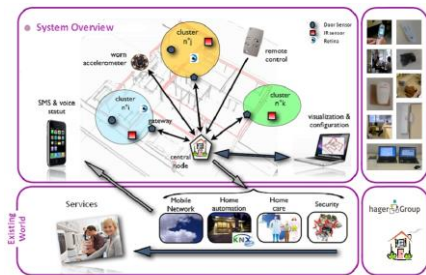 System Overview
Door Sensor
IR sensor
Retina
cluster
n°j
worn
accelerometer
remote
control
cluster
n°i
cluster
n°k
SMS & voice
status
gateway
central
node
visualization &
configuration
Existing
World
Services
Mobile
Network
Home
automation
Home
care
Security
KNX
hager Group